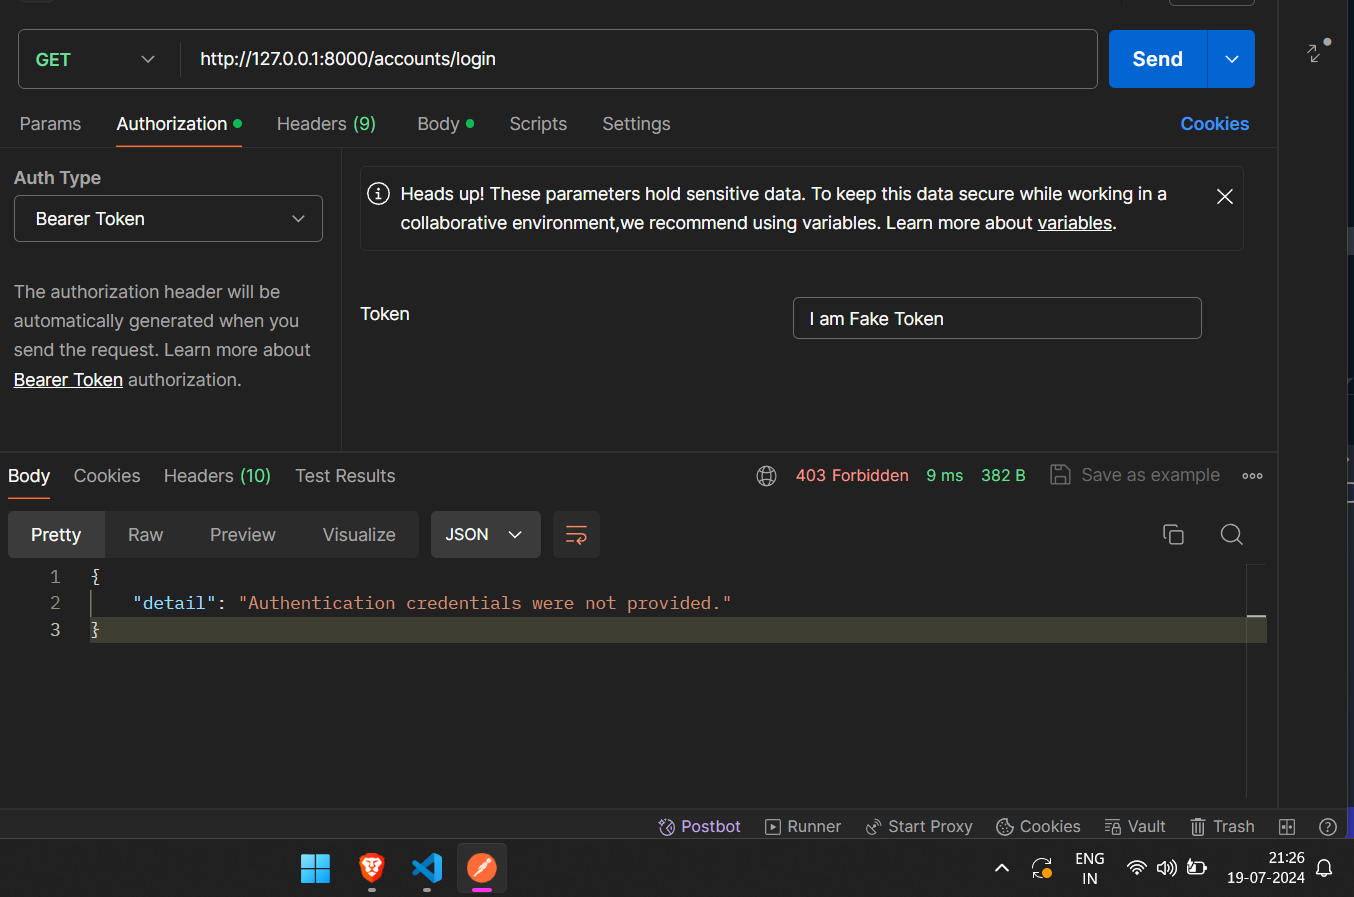 GET
http://127.0.0.1:8000/accounts/login
Send
Params
Authorization
Headers (9)
Body
Scripts
Settings
Cookies
Auth Type
Bearer Token
Heads up! These parameters hold sensitive data. To keep this data secure while working in a
collaborative environment,we recommend using variables. Learn more about variables.
The authorization header will be
automatically generated when you
send the request. Learn more about
Bearer Token authorization.
Token
I am Fake Token
Body
Cookies
Headers (10)
Test Results
403 Forbidden
9 ms
382 B
Save as example
Pretty
Raw
Preview
Visualize
JSON
1 {
2 "detail": "Authentication credentials were not provided."
3 }
Postbot
Runner
Start Proxy
Cookies
Vault
Trash
ENG
IN
21:26
19-07-2024